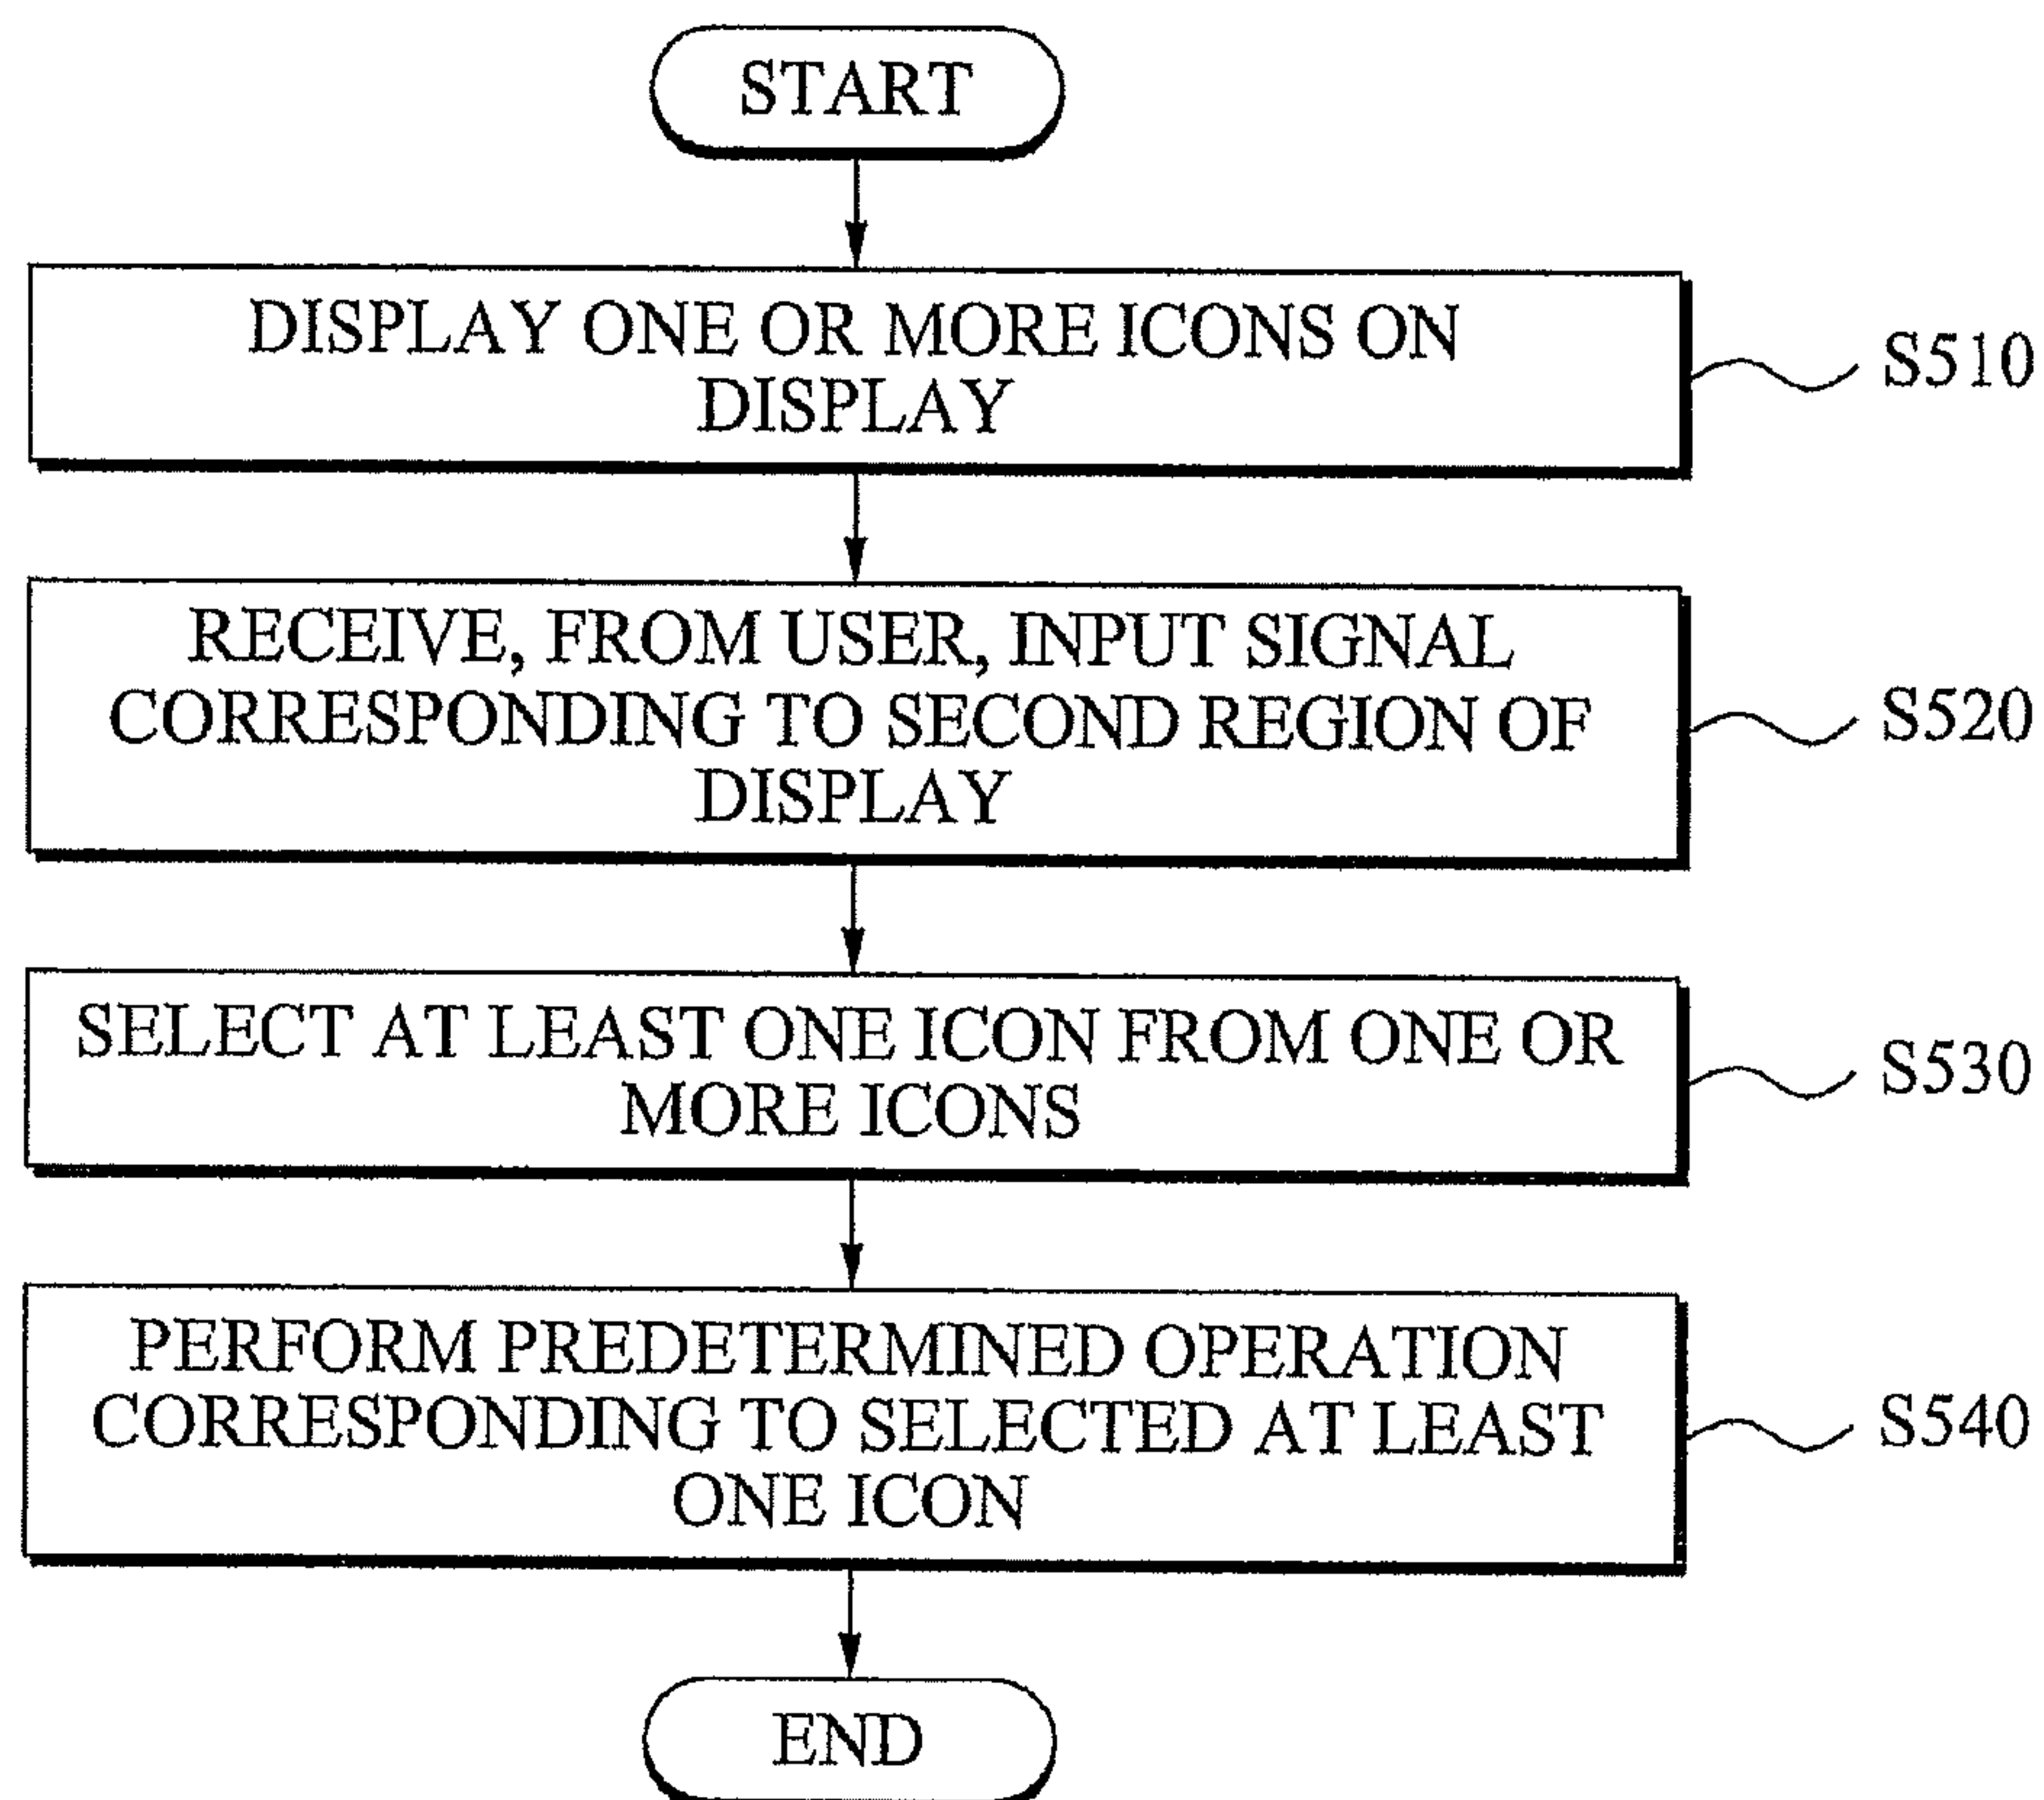 START
DISPLAY ONE OR MORE ICONS ON
DISPLAY
S510
RECEIVE, FROM USER, INPUT SIGNAL
CORRESPONDING TO SECOND REGION OF
DISPLAY
S520
SELECT AT LEAST ONE ICON FROM ONE OR
MORE ICONS
S530
PERFORM PREDETERMINED OPERATION
CORRESPONDING TO SELECTED AT LEAST
ONE ICON
S540
END